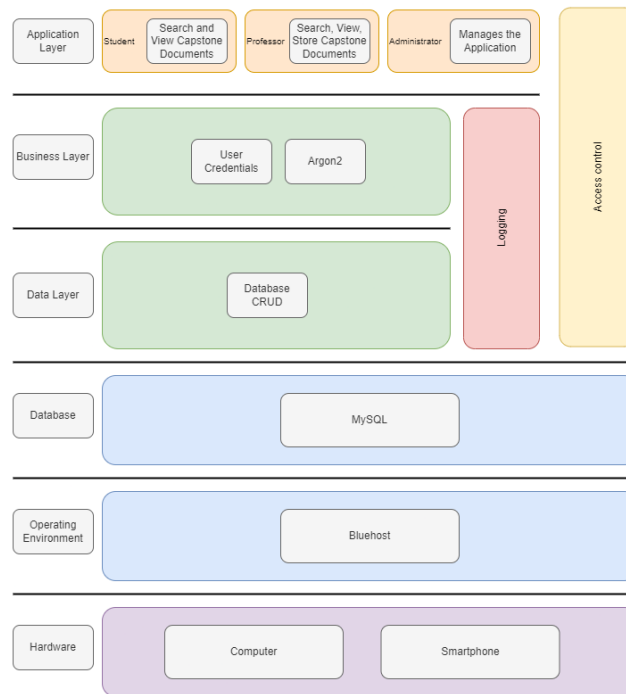 Application
Layer
Student
Search and
View Capstone
Documents
Professor
Search, View,
Store Capstone
Documents
Administrator
Manages the
Application
Business Layer
User
Credentials
Argon2
Logging
Access control
Data Layer
Database
CRUD
Database
MySQL
Operating
Environment
Bluehost
Hardware
Computer
Smartphone